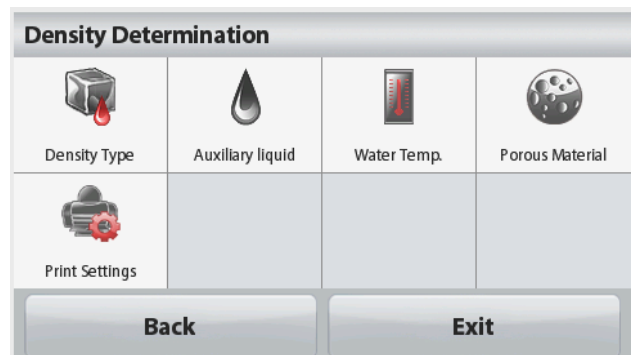 Density Determination
Density Type
Auxiliary liquid
Water Temp.
Porous Material
Print Settings
Back
Exit